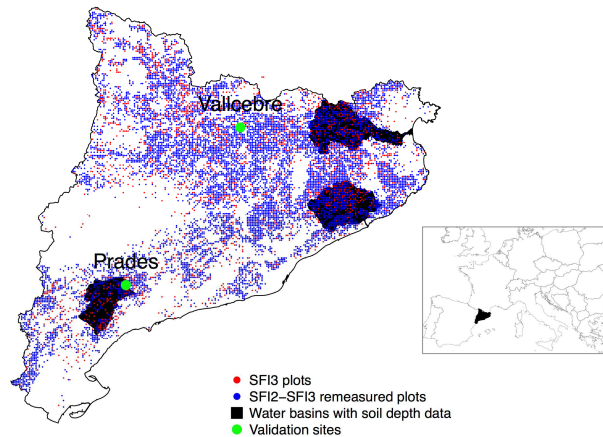 Vallcebre
Prades
SFI3 plots
SFI2−SFI3 remeasured plots
Water basins with soil depth data
Validation sites